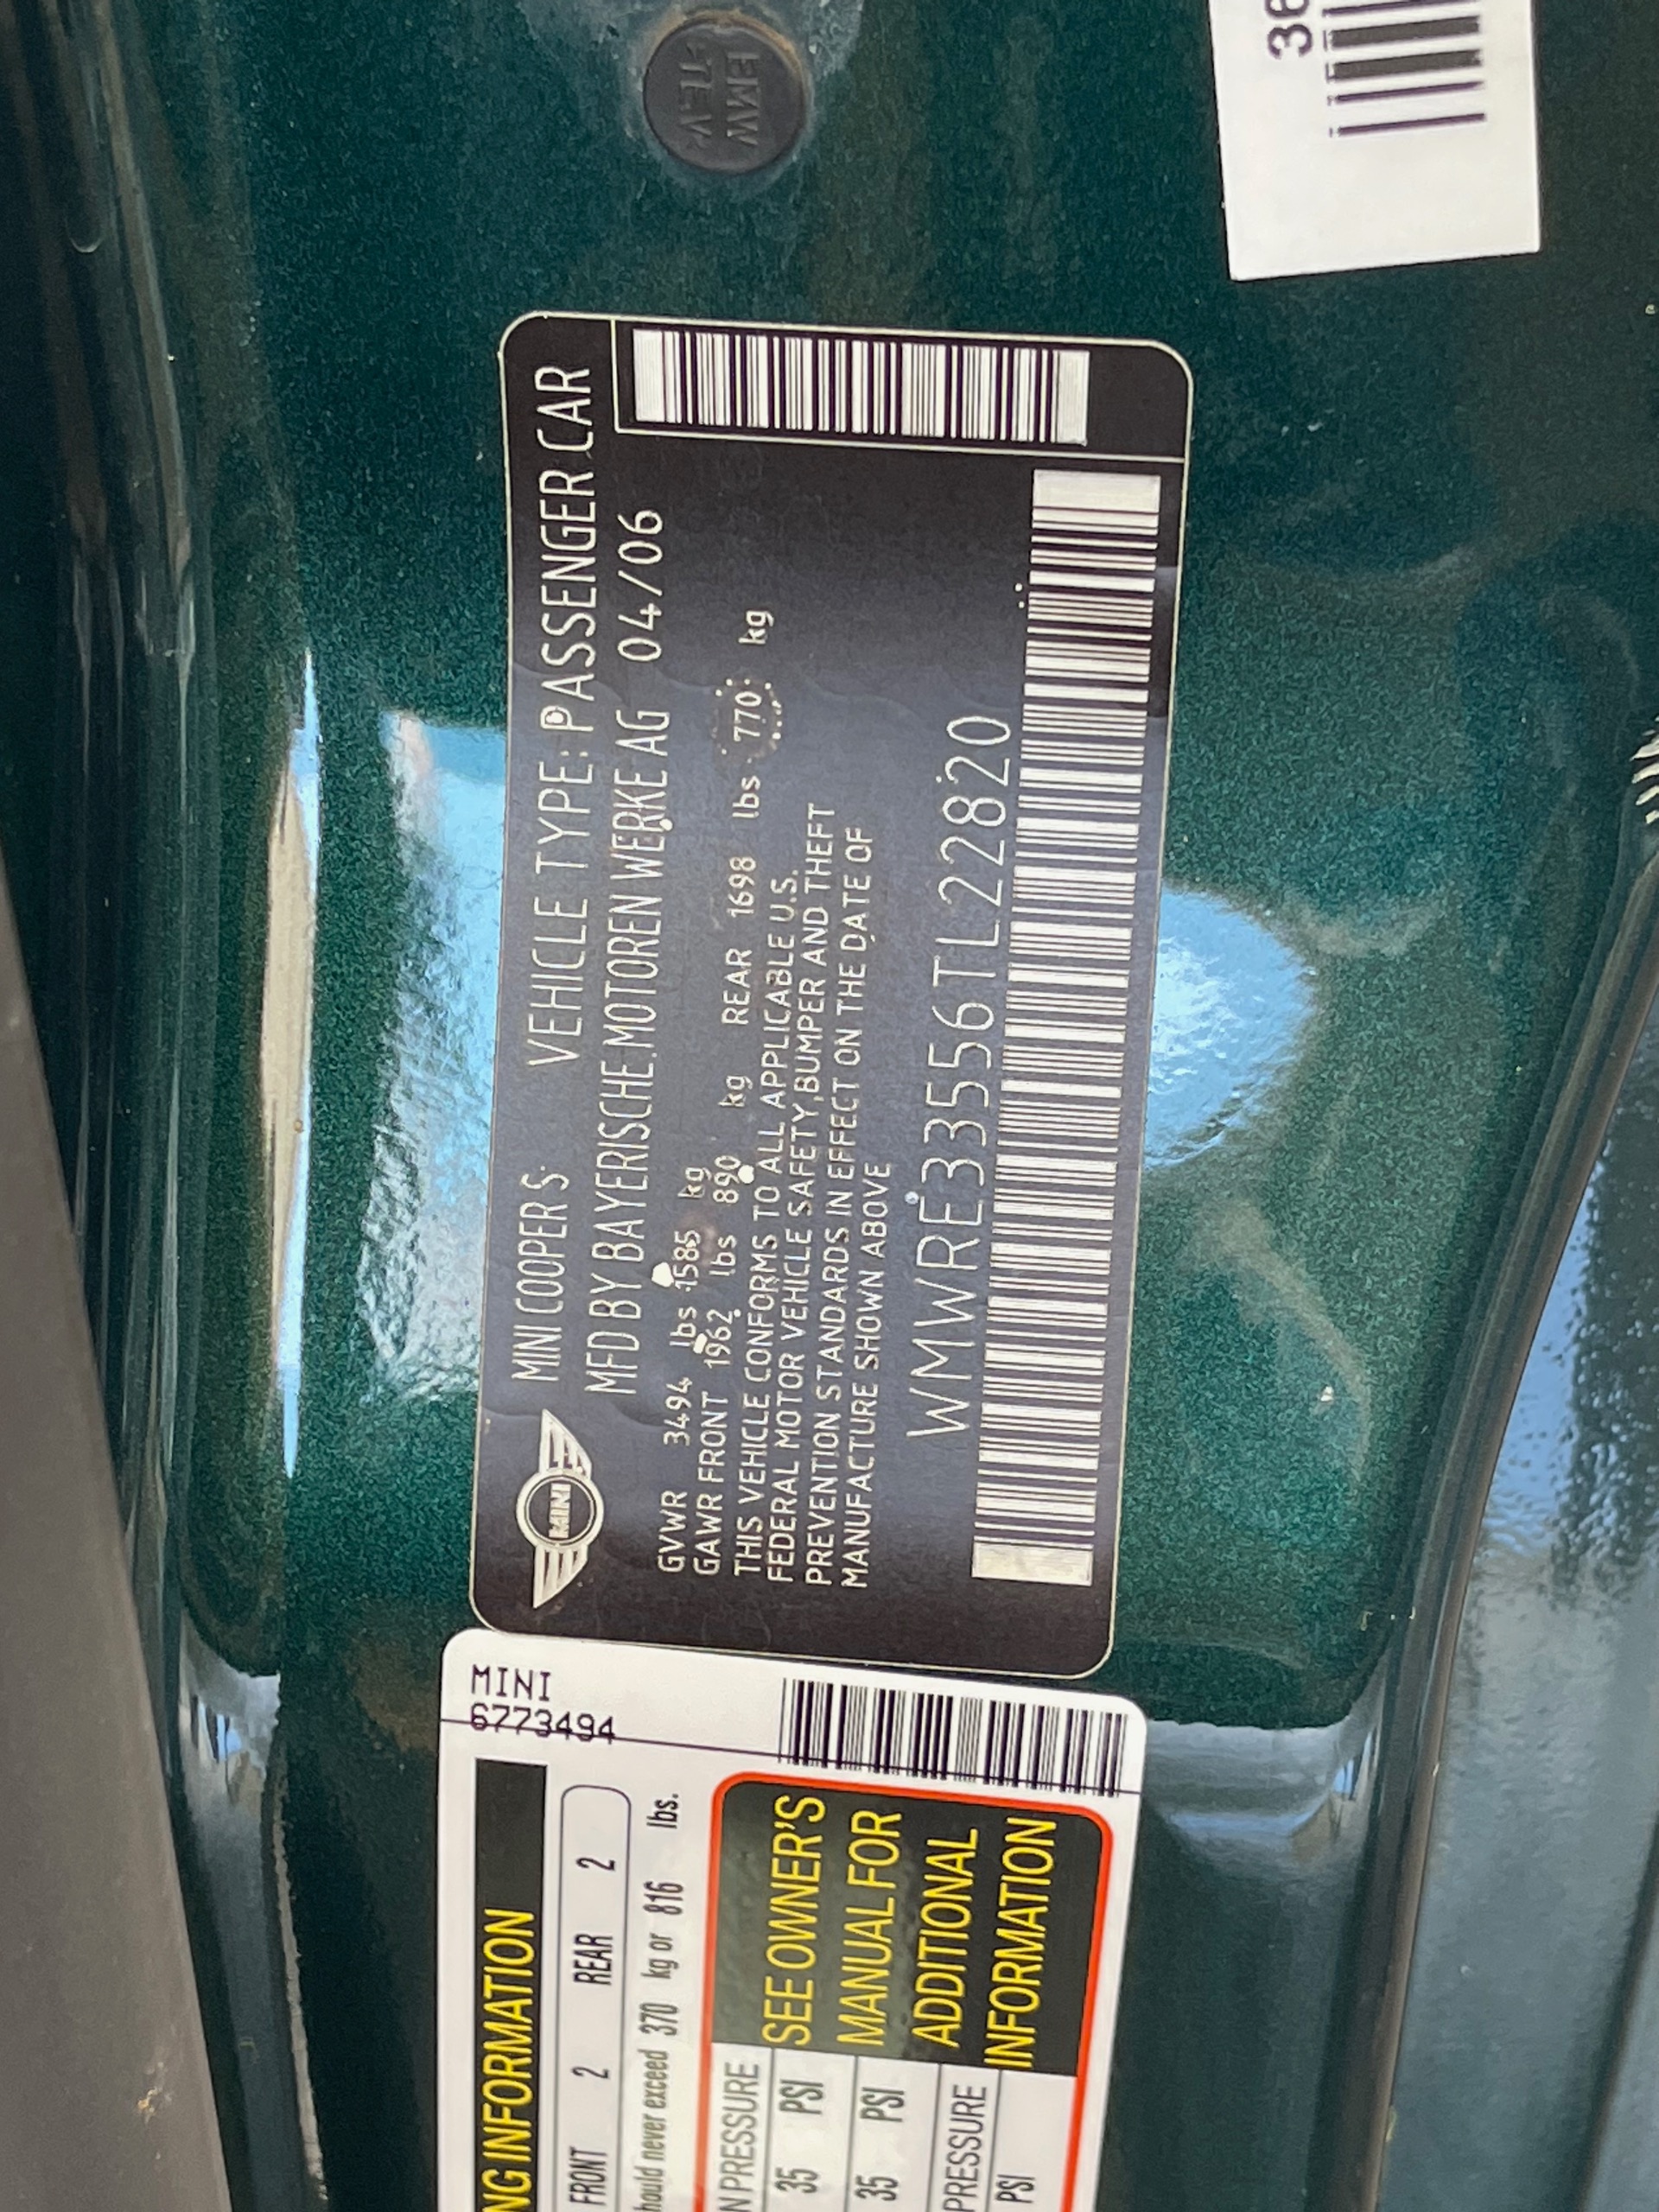 MINI COOPER S VEHICLE TYPE: PASSENGER CAR
MFD BY BAYERISCHE MOTOREN WERKE AG 04/06
MINI
GVWR 3494 lbs 1585 kg
GAWR FRONT 1962 lbs 890 kg REAR 1698 lbs 770 kg
THIS VEHICLE CONFORMS TO ALL APPLICABLE U.S.
FEDERAL MOTOR VEHICLE SAFETY, BUMPER AND THEFT
PREVENTION STANDARDS IN EFFECT ON THE DATE OF
MANUFACTURE SHOWN ABOVE
WMWRE33556TL22820
MINI
6773494
INFORMATION
FRONT 2 REAR 2
never exceed 370 kg or 816 lbs.
PRESSURE
35 PSI
35 PSI
PRESSURE
PSI
SEE OWNER'S
MANUAL FOR
ADDITIONAL
INFORMATION
BMW